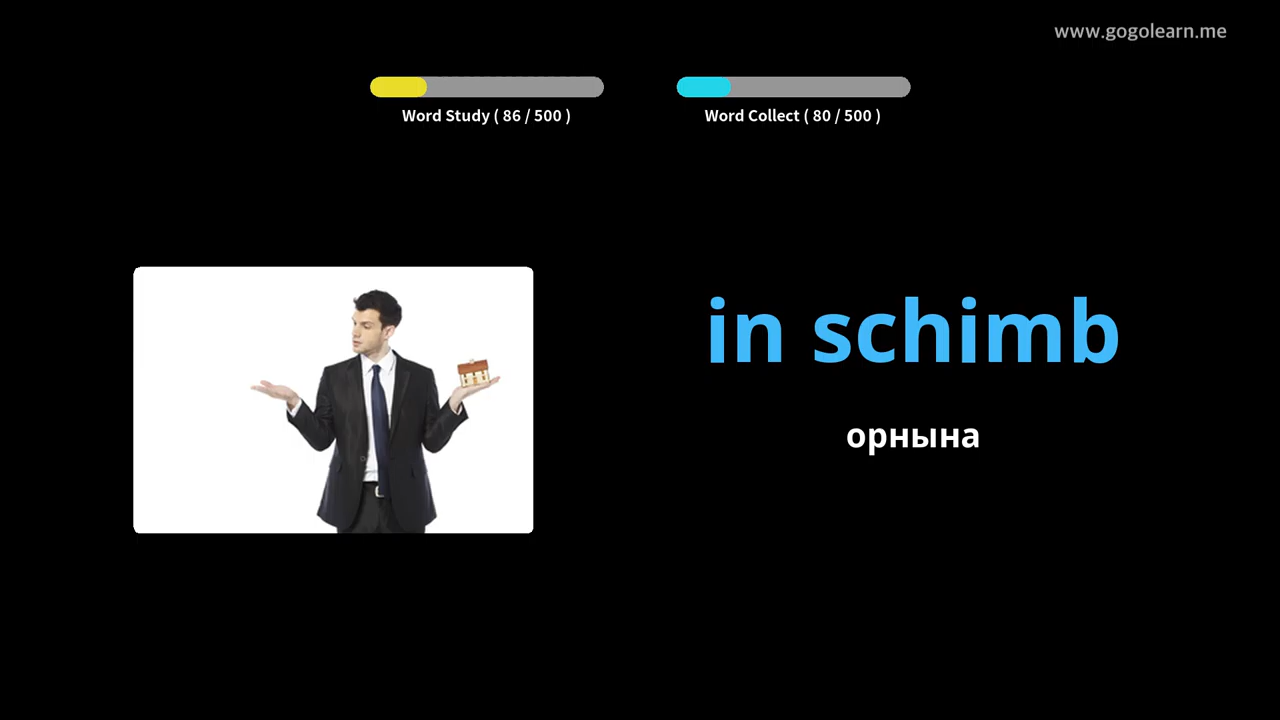 www.gogolearn.me
Word Study ( 86 / 500 )
Word Collect ( 80 / 500 )
in schimb
орнына